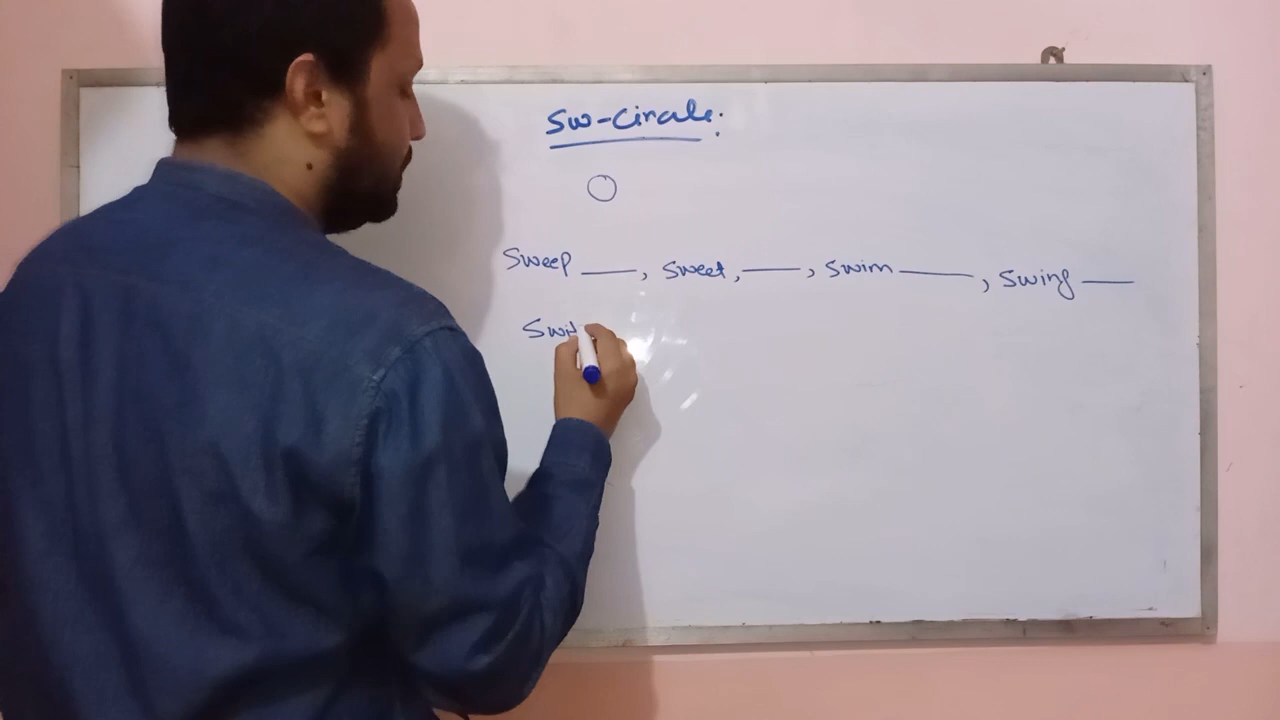 Sw-Circle:
Sweep ___, Sweet, ___, Swim ___, Swing ___